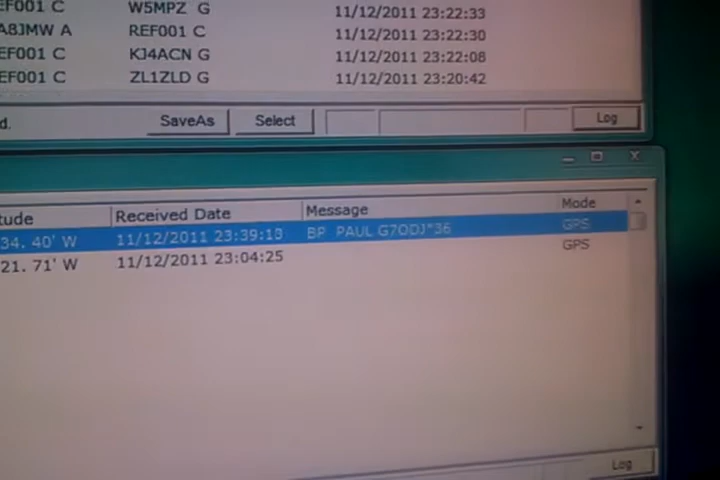 EF001 C W5MPZ G 11/12/2011 23:22:33
A8JMW A REF001 C 11/12/2011 23:22:30
EF001 C KJ4ACN G 11/12/2011 23:22:08
EF001 C ZL1ZLD G 11/12/2011 23:20:42
d. SaveAs Select Log
tude Received Date Message Mode
34. 40' W 11/12/2011 23:39:18 BP PAUL G7ODJ*36 GPS
21. 71' W 11/12/2011 23:04:25 GPS
Log